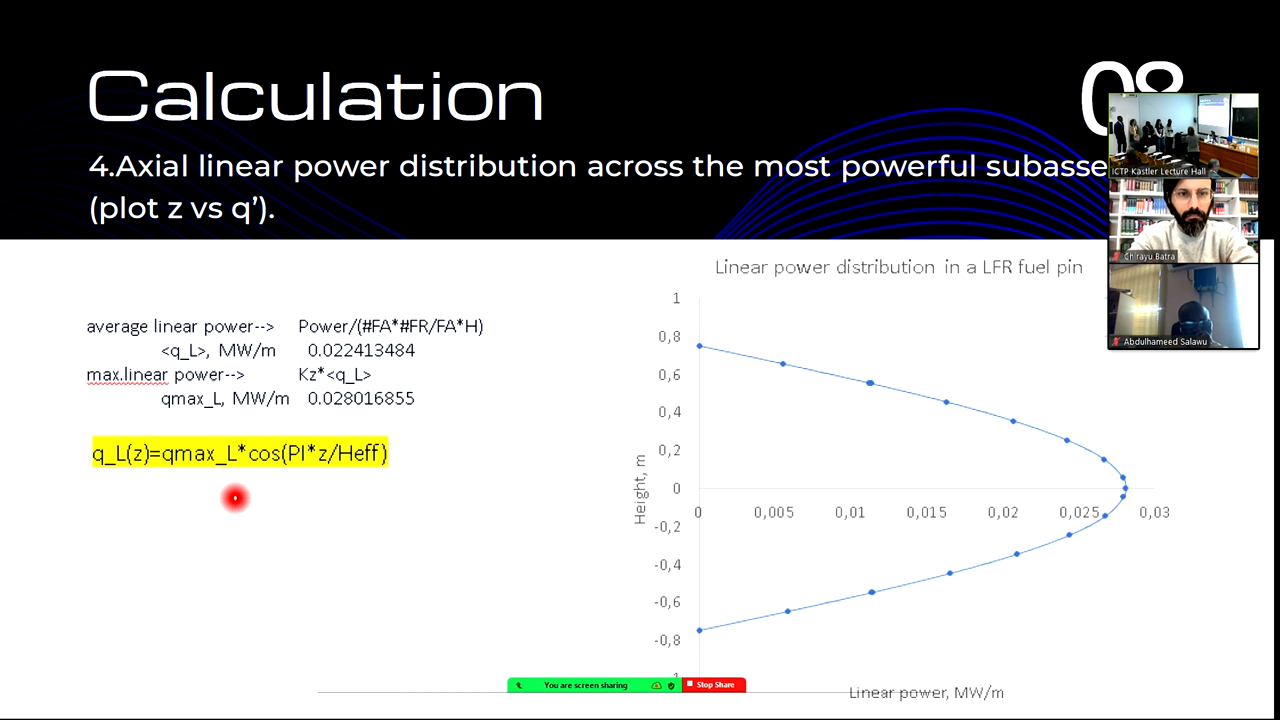 Calculation
08
4.Axial linear power distribution across the most powerful subasse
(plot z vs q’).
ICTP Kastler Lecture Hall
Chirayu Batra
Abdulhameed Salawu
average linear power--> Power/(#FA*#FR/FA*H)
<q_L>, MW/m 0.022413484
max.linear power--> Kz*<q_L>
qmax_L, MW/m 0.028016855
q_L(z)=qmax_L*cos(PI*z/Heff)
Linear power distribution in a LFR fuel pin
1
0,8
0,6
0,4
0,2
0
-0,2
-0,4
-0,6
-0,8
Height, m
0 0,005 0,01 0,015 0,02 0,025 0,03
Linear power, MW/m
You are screen sharing
Stop Share